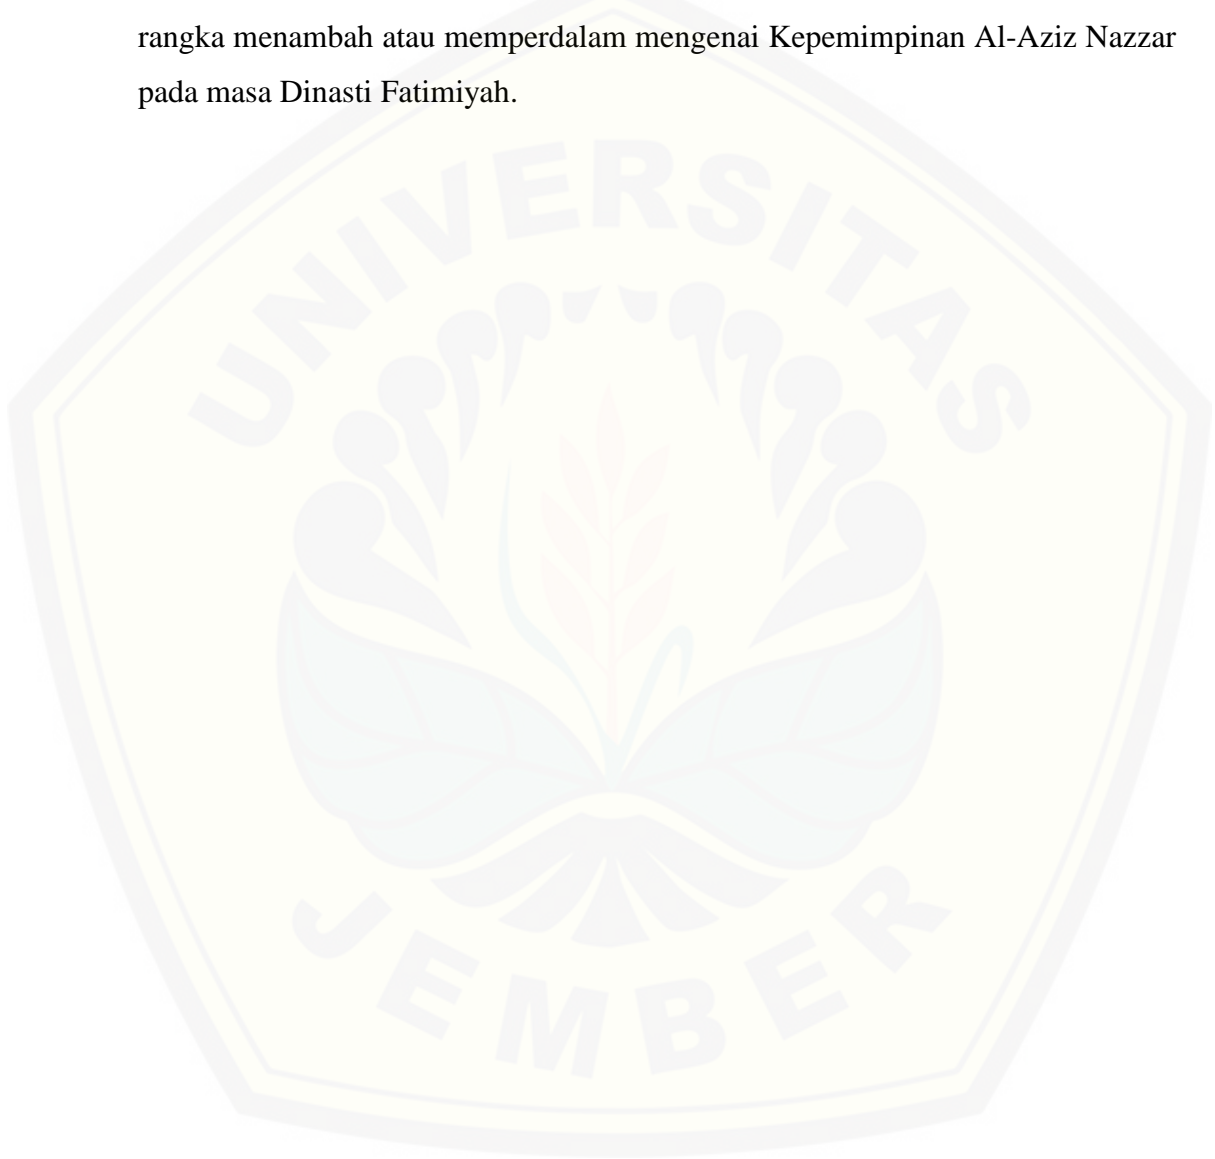 rangka menambah atau memperdalam mengenai Kepemimpinan Al-Aziz Nazzar
pada masa Dinasti Fatimiyah.
UNIVERSITAS
JEMBER